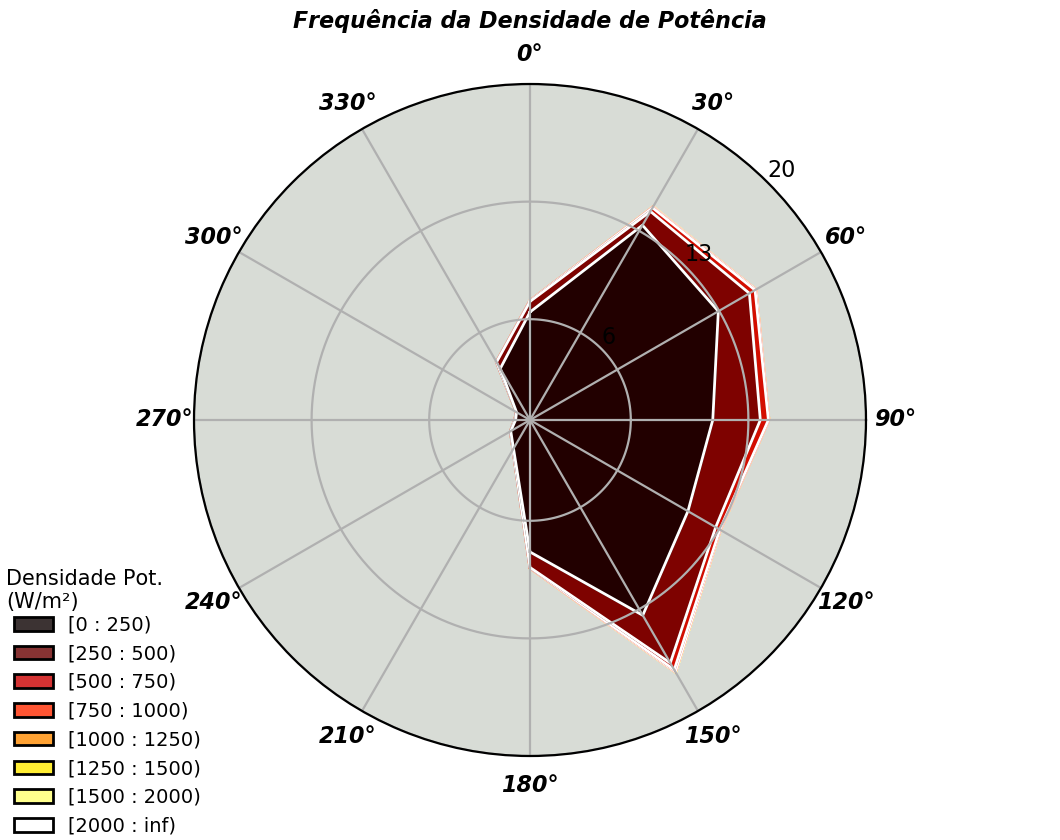 Frequência da Densidade de Potência
0°
330°
30°
20
300°
60°
13
6
270°
90°
240°
120°
210°
150°
180°
Densidade Pot.
(W/m²)
[0 : 250)
[250 : 500)
[500 : 750)
[750 : 1000)
[1000 : 1250)
[1250 : 1500)
[1500 : 2000)
[2000 : inf)